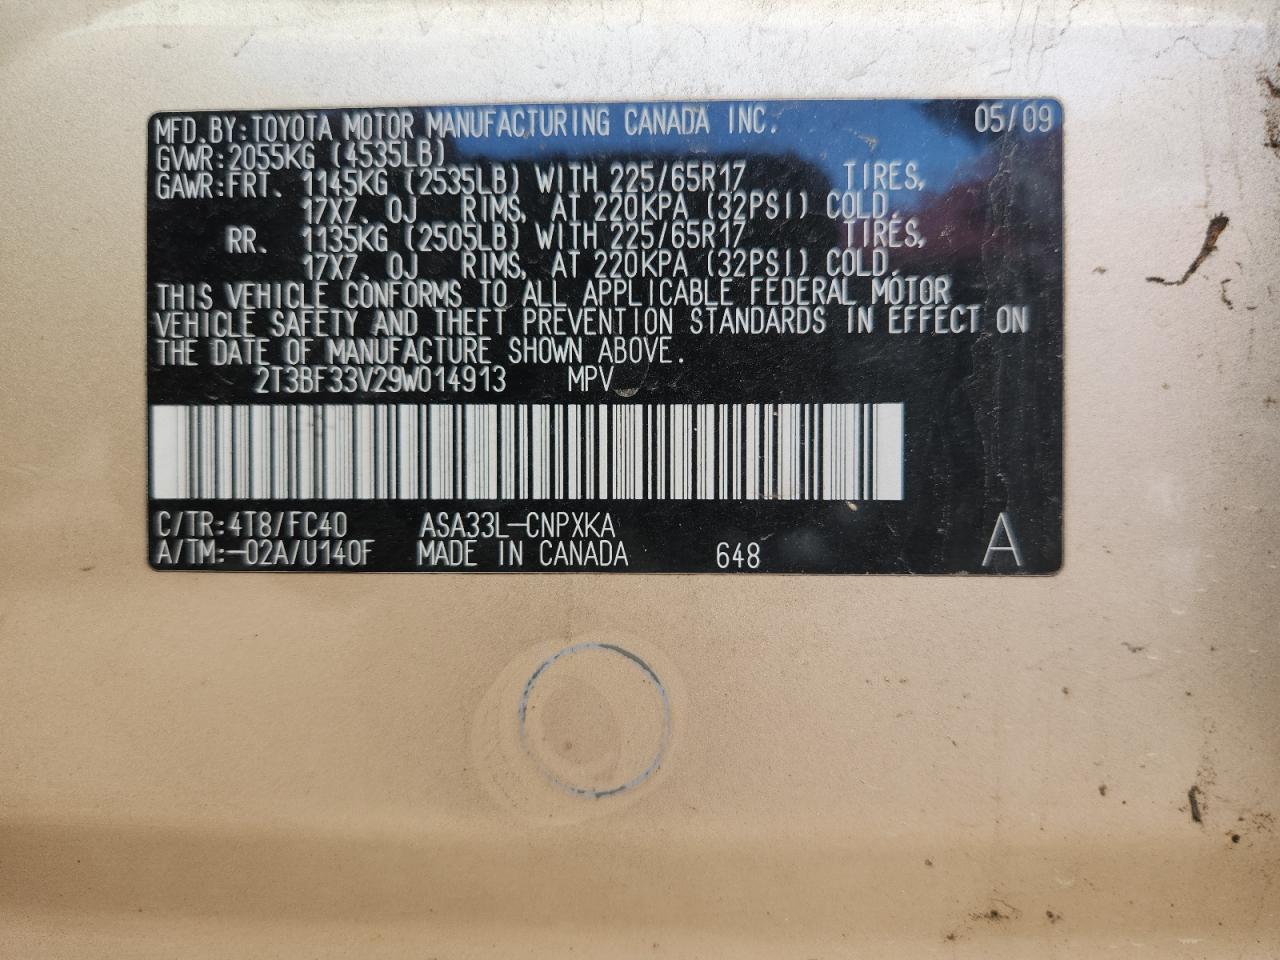 MFD.BY:TOYOTA MOTOR MANUFACTURING CANADA INC. 05/09
GVWR:2055KG (4535LB)
GAWR:FRT. 1145KG (2535LB) WITH 225/65R17 TIRES,
17X7. 0J RIMS, AT 220KPA (32PSI) COLD.
RR. 1135KG (2505LB) WITH 225/65R17 TIRES,
17X7. 0J RIMS, AT 220KPA (32PSI) COLD.
THIS VEHICLE CONFORMS TO ALL APPLICABLE FEDERAL MOTOR
VEHICLE SAFETY AND THEFT PREVENTION STANDARDS IN EFFECT ON
THE DATE OF MANUFACTURE SHOWN ABOVE.
2T3BF33V29W014913 MPV
C/TR:4T8/FC40 ASA33L-CNPXKA
A/TM:-02A/U140F MADE IN CANADA 648 A